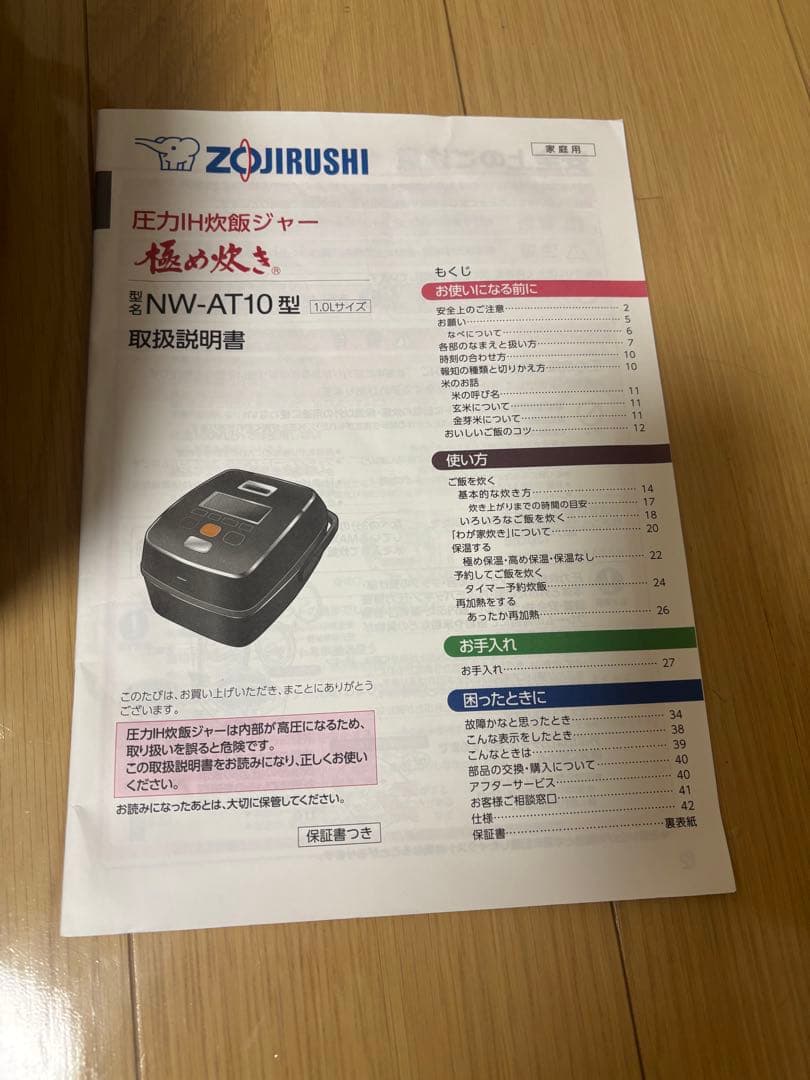 ZOJIRUSHI
家庭用
圧力IH炊飯ジャー
極め炊き®
型名 NW-AT10型 1.0Lサイズ
取扱説明書
このたびは、お買い上げいただき、まことにありがとう
ございます。
圧力IH炊飯ジャーは内部が高圧になるため、
取り扱いを誤ると危険です。
この取扱説明書をお読みになり、正しくお使い
ください。
お読みになったあとは、大切に保管してください。
保証書つき
もくじ
お使いになる前に
安全上のご注意 2
お願い 5
なべについて 6
各部のなまえと扱い方 7
時刻の合わせ方 10
報知の種類と切りかえ方 10
米のお話
米の呼び名 11
玄米について 11
金芽米について 11
おいしいご飯のコツ 12
使い方
ご飯を炊く
基本的な炊き方 14
炊き上がりまでの時間の目安 17
いろいろなご飯を炊く 18
「わが家炊き」について 20
保温する
極め保温・高め保温・保温なし 22
予約してご飯を炊く
タイマー予約炊飯 24
再加熱をする
あったか再加熱 26
お手入れ
お手入れ 27
困ったときに
故障かなと思ったとき 34
こんな表示をしたとき 38
こんなときは 39
部品の交換・購入について 40
アフターサービス 40
お客様ご相談窓口 41
仕様 42
保証書 裏表紙